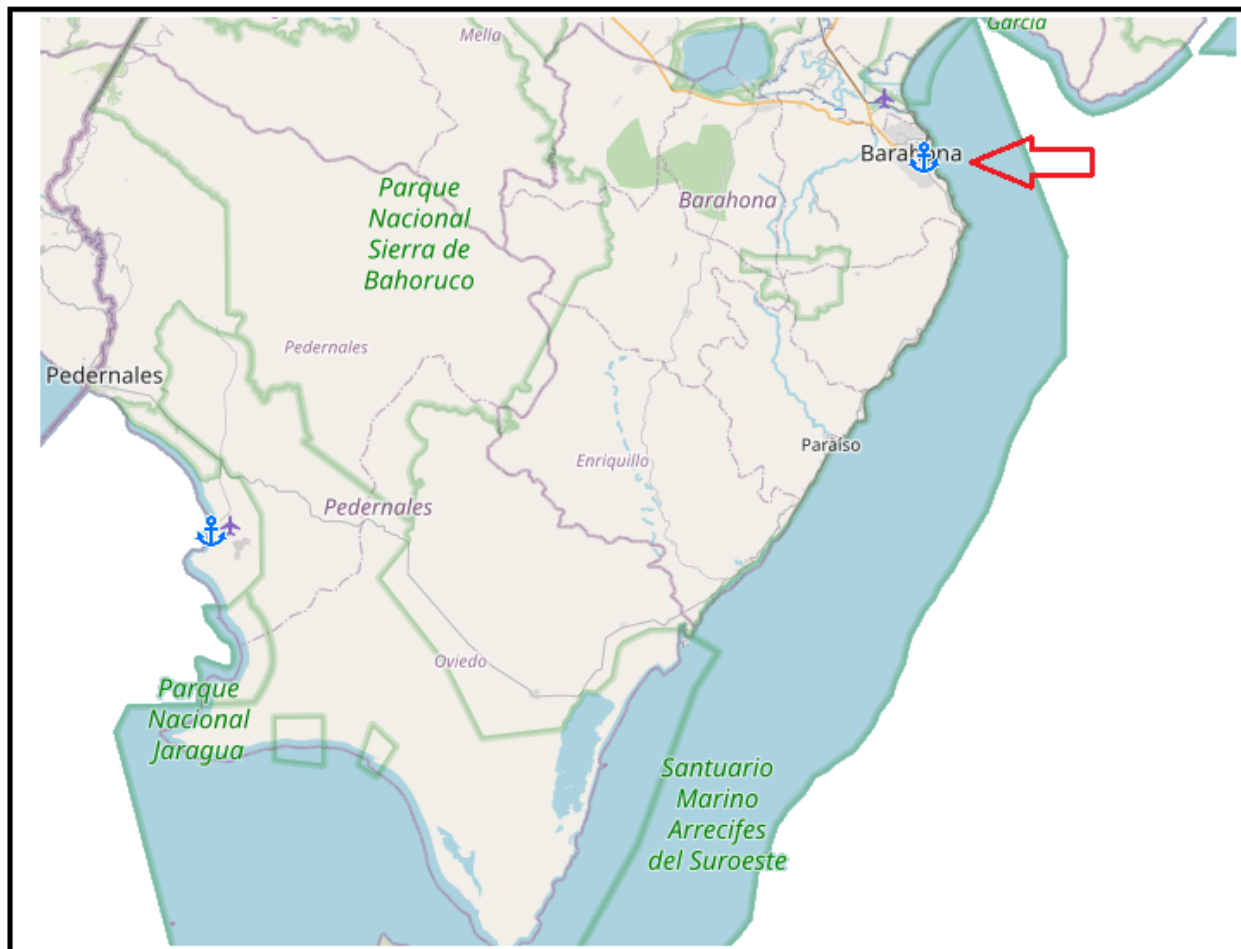 García
Mella
Barahona
Parque
Nacional
Sierra de
Bahoruco
Barahona
Pedernales
Pedernales
Paraíso
Enriquillo
Pedernales
Oviedo
Parque
Nacional
Jaragua
Santuario
Marino
Arrecifes
del Suroeste